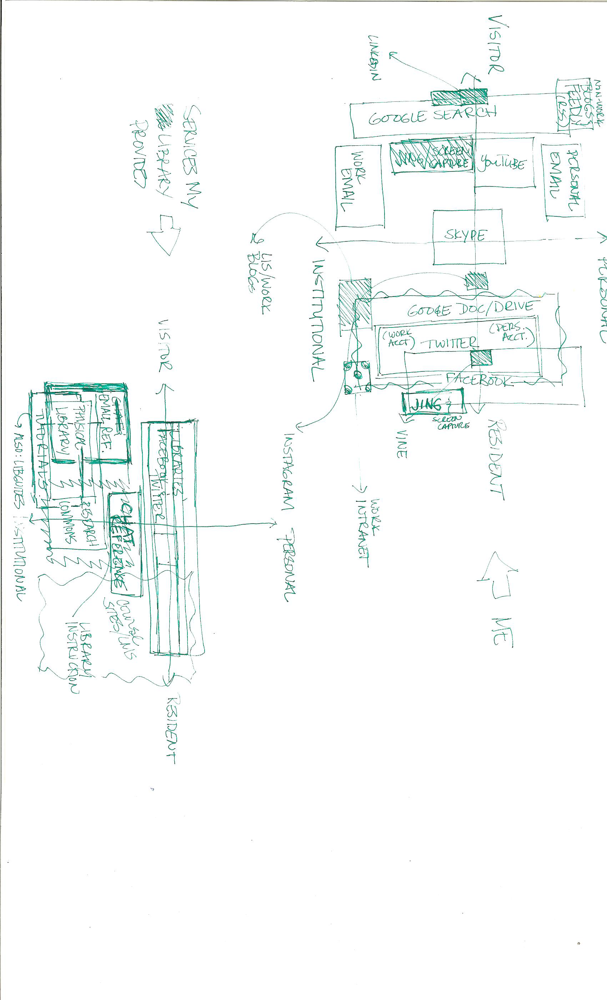 VISITOR
LINKEDIN
NON-WORK
BLOGS &
FEEDLY
(RSS)
GOOGLE SEARCH
JING/
SCREEN
CAPTURE
YOUTUBE
WORK
EMAIL
PERSONAL
EMAIL
SKYPE
PERSONAL
INSTITUTIONAL
LIS/WORK
BLOGS
GOOGLE DOC/DRIVE
(WORK
ACCT)
TWITTER
(PERS.
ACCT.)
FACEBOOK
JING &
SCREEN
CAPTURE
VINE
RESIDENT
INSTAGRAM
WORK
INTRANET
ME
SERVICES MY
LIBRARY
PROVIDES
VISITOR
PERSONAL
LIBRARIES'
FACEBOOK
TWITTER
EMAIL REF.
PHYSICAL
LIBRARY
TUTORIALS
ALSO: LIBGUIDES
RESEARCH
COMMONS
CHAT
REFERENCE
INSTITUTIONAL
COURSE
SITES/LMS
LIBRARY
INSTRUCTION
RESIDENT